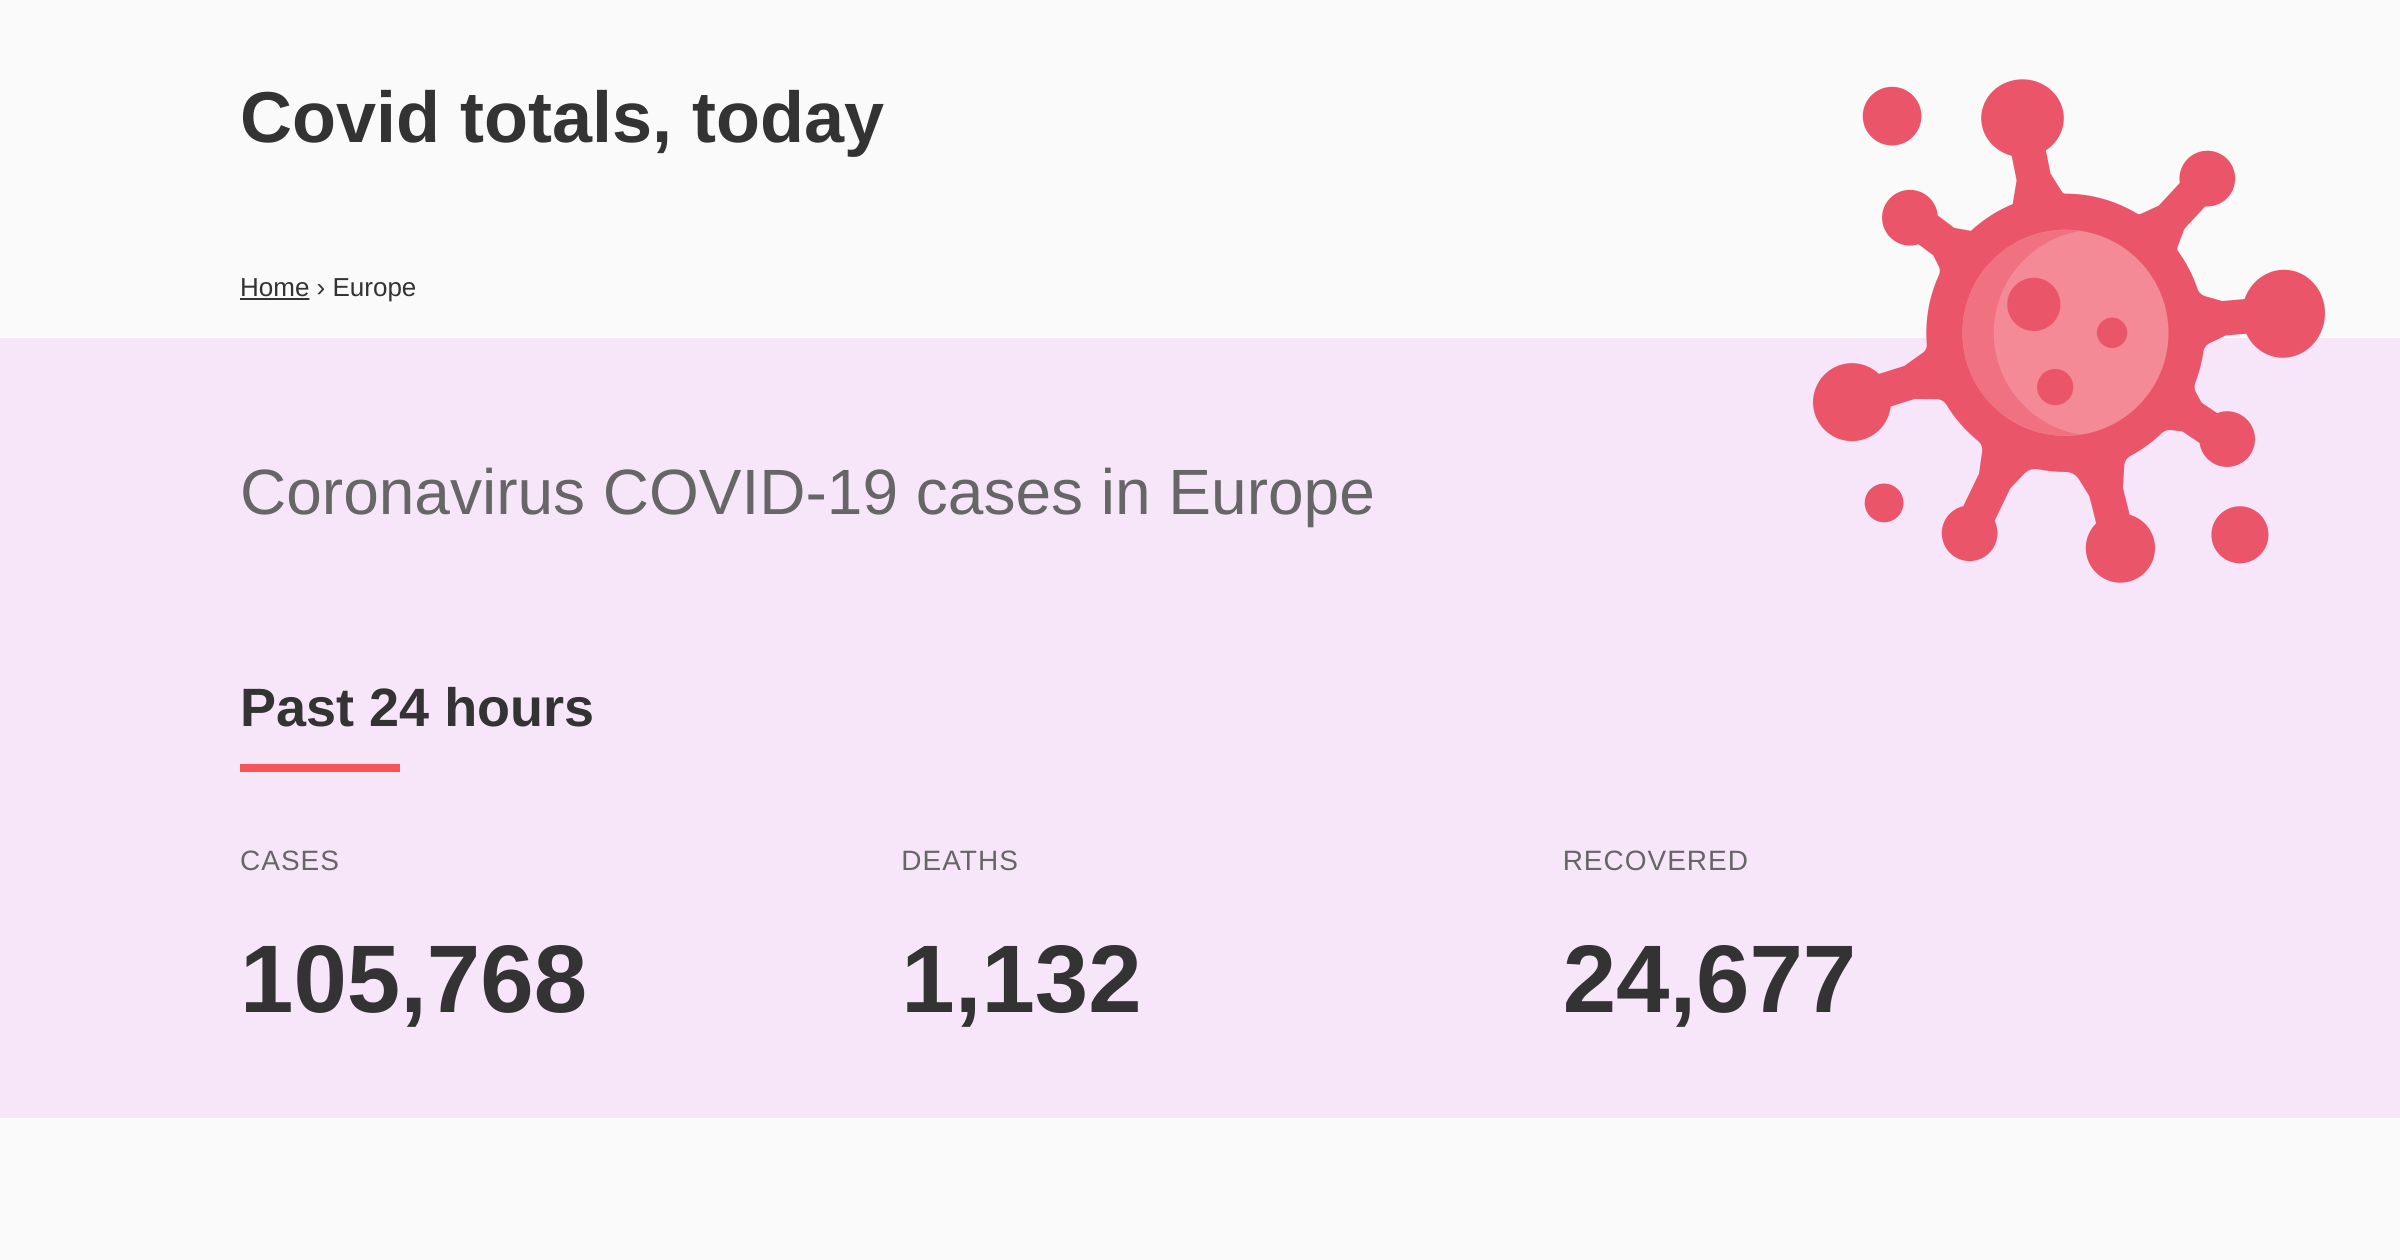 Covid totals, today
Home › Europe
Coronavirus COVID-19 cases in Europe
Past 24 hours
CASES DEATHS RECOVERED
105,768 1,132 24,677